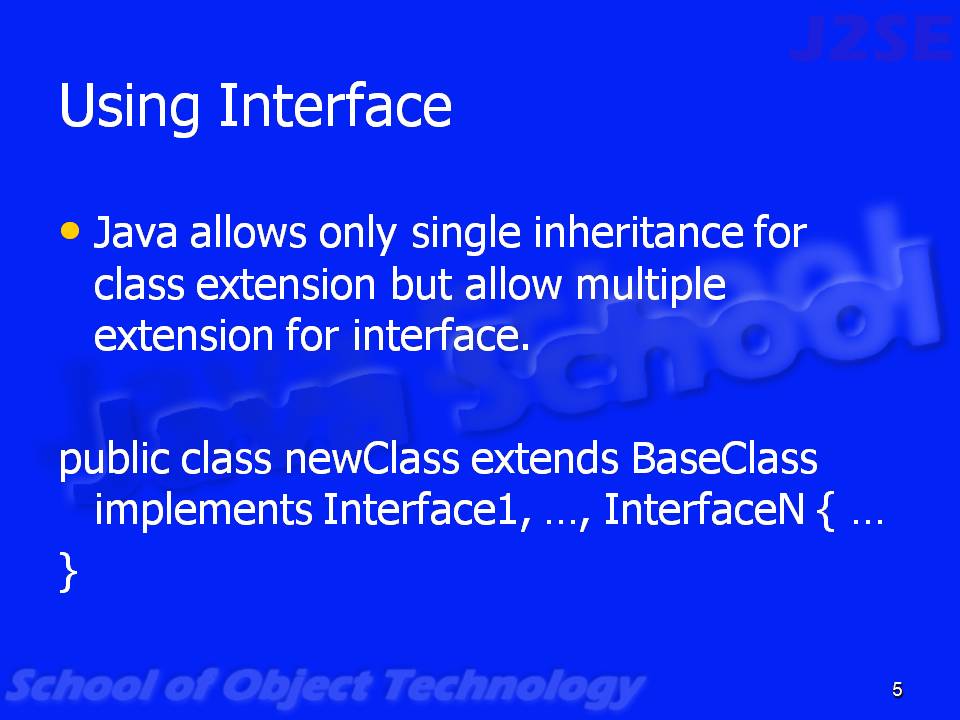 J2SE
Using Interface
• Java allows only single inheritance for
class extension but allow multiple
extension for interface.
Java School
public class newClass extends BaseClass
implements Interface1, …, InterfaceN { …
}
School of Object Technology
5